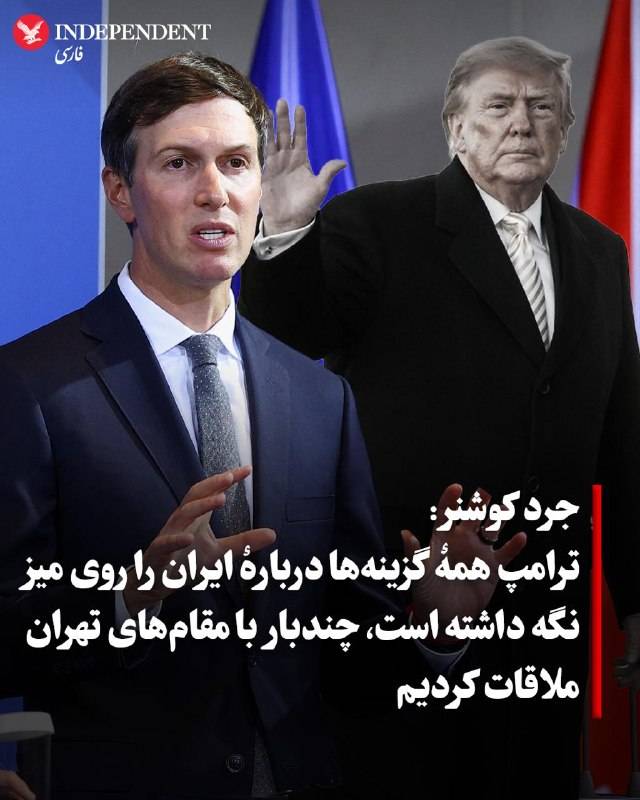 INDEPENDENT
فارسی
جرد کوشنر:
ترامپ همهٔ گزینه‌ها دربارهٔ ایران را روی میز
نگه داشته است، چندبار با مقام‌های تهران
ملاقات کردیم